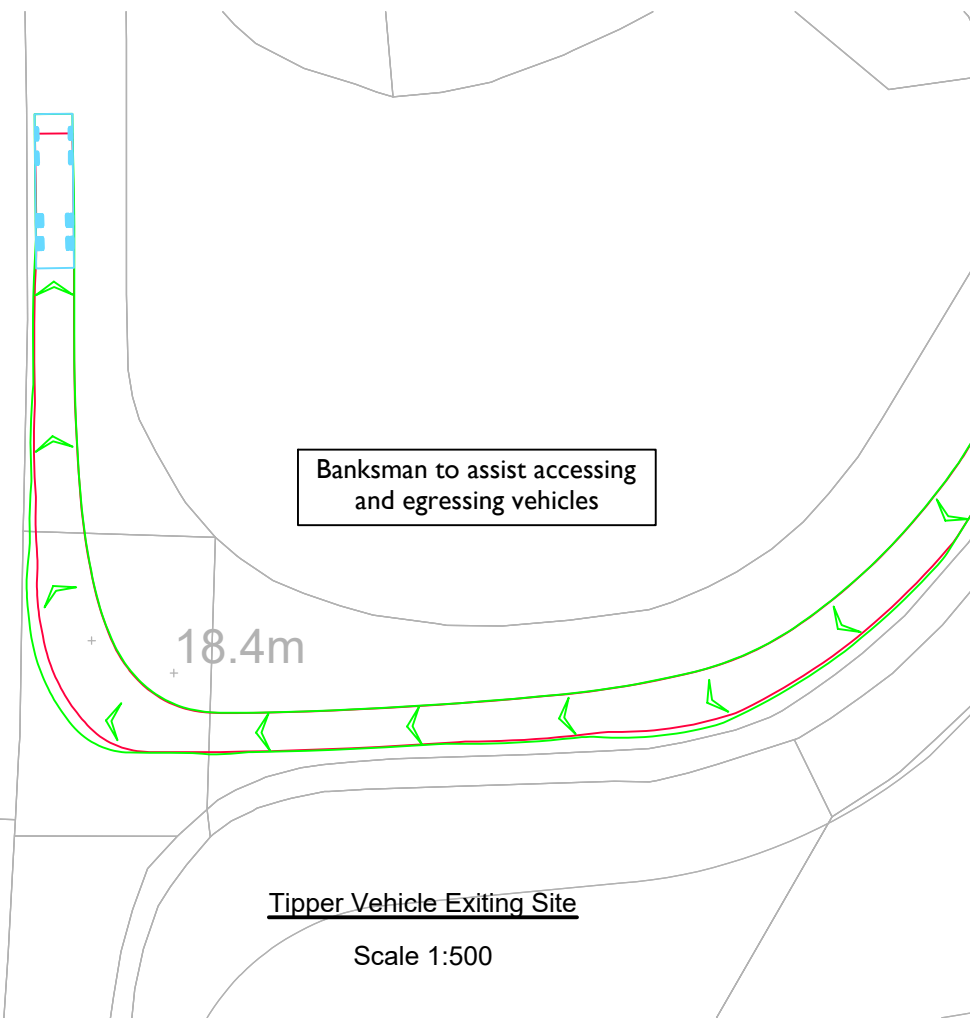 Banksman to assist accessing
and egressing vehicles
18.4m
Tipper Vehicle Exiting Site
Scale 1:500